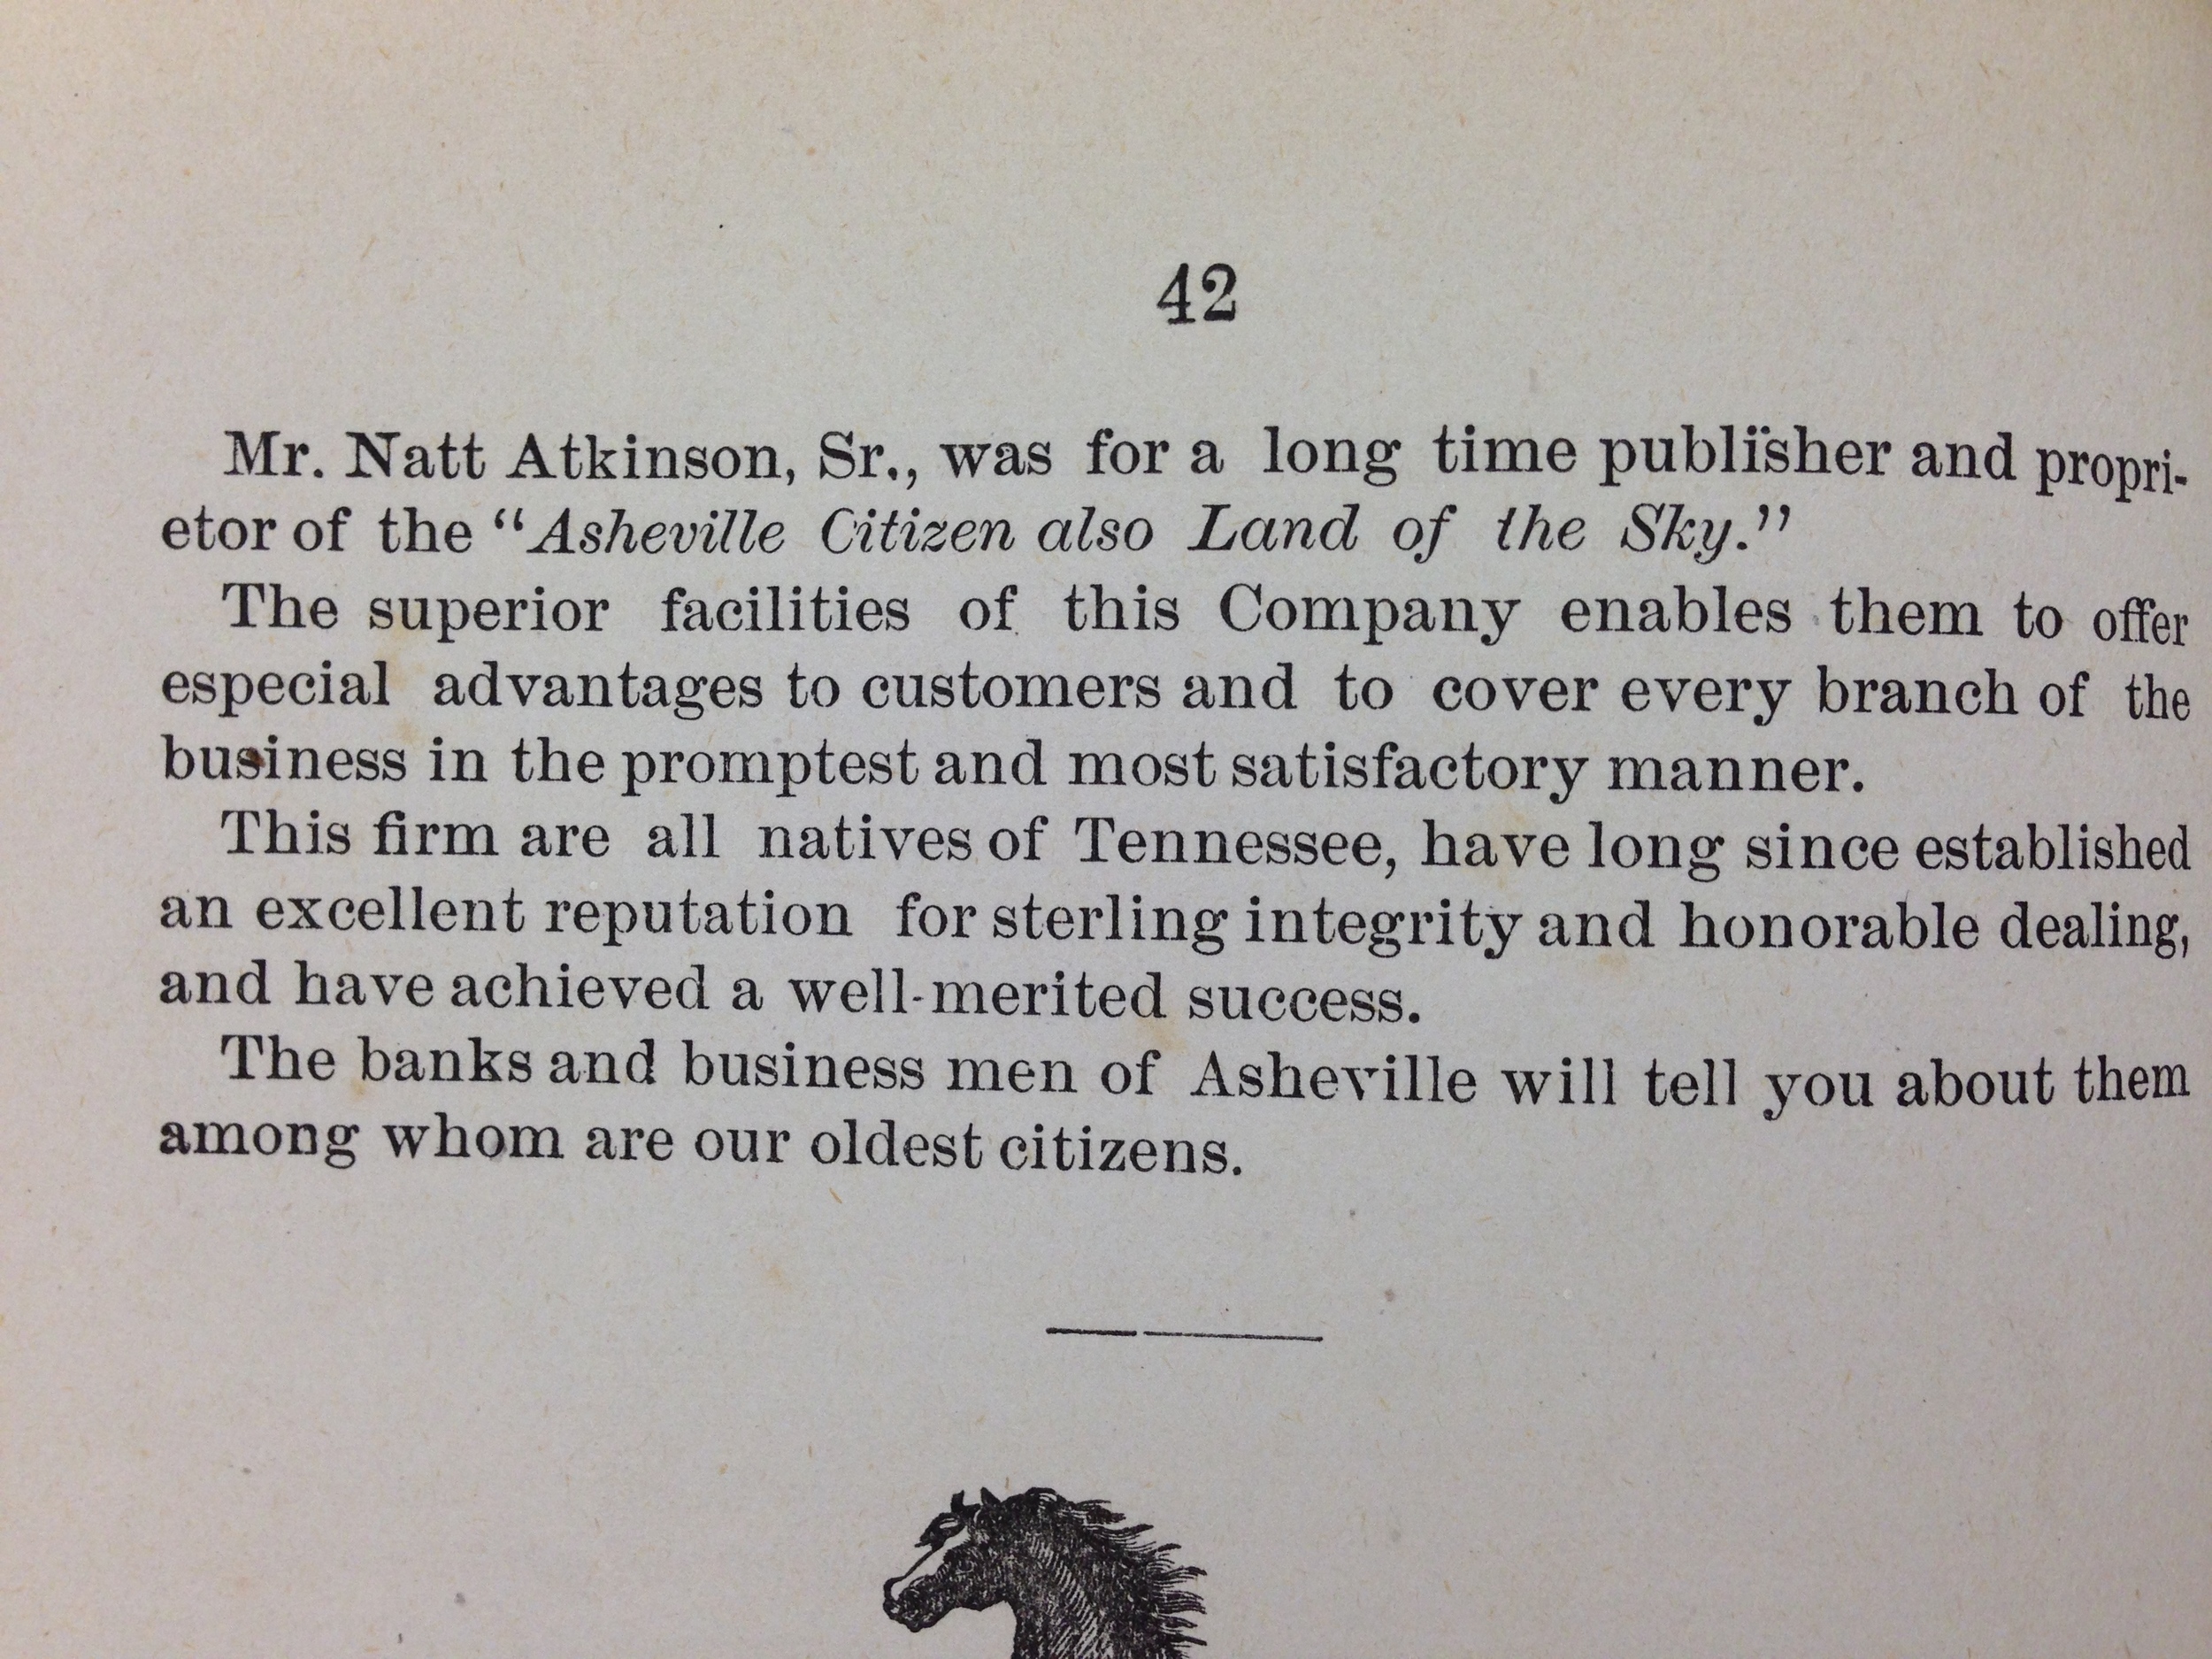 42
Mr. Natt Atkinson, Sr., was for a long time publisher and propri-
etor of the "Asheville Citizen also Land of the Sky."
The superior facilities of this Company enables them to offer
especial advantages to customers and to cover every branch of the
business in the promptest and most satisfactory manner.
This firm are all natives of Tennessee, have long since established
an excellent reputation for sterling integrity and honorable dealing,
and have achieved a well-merited success.
The banks and business men of Asheville will tell you about them
among whom are our oldest citizens.